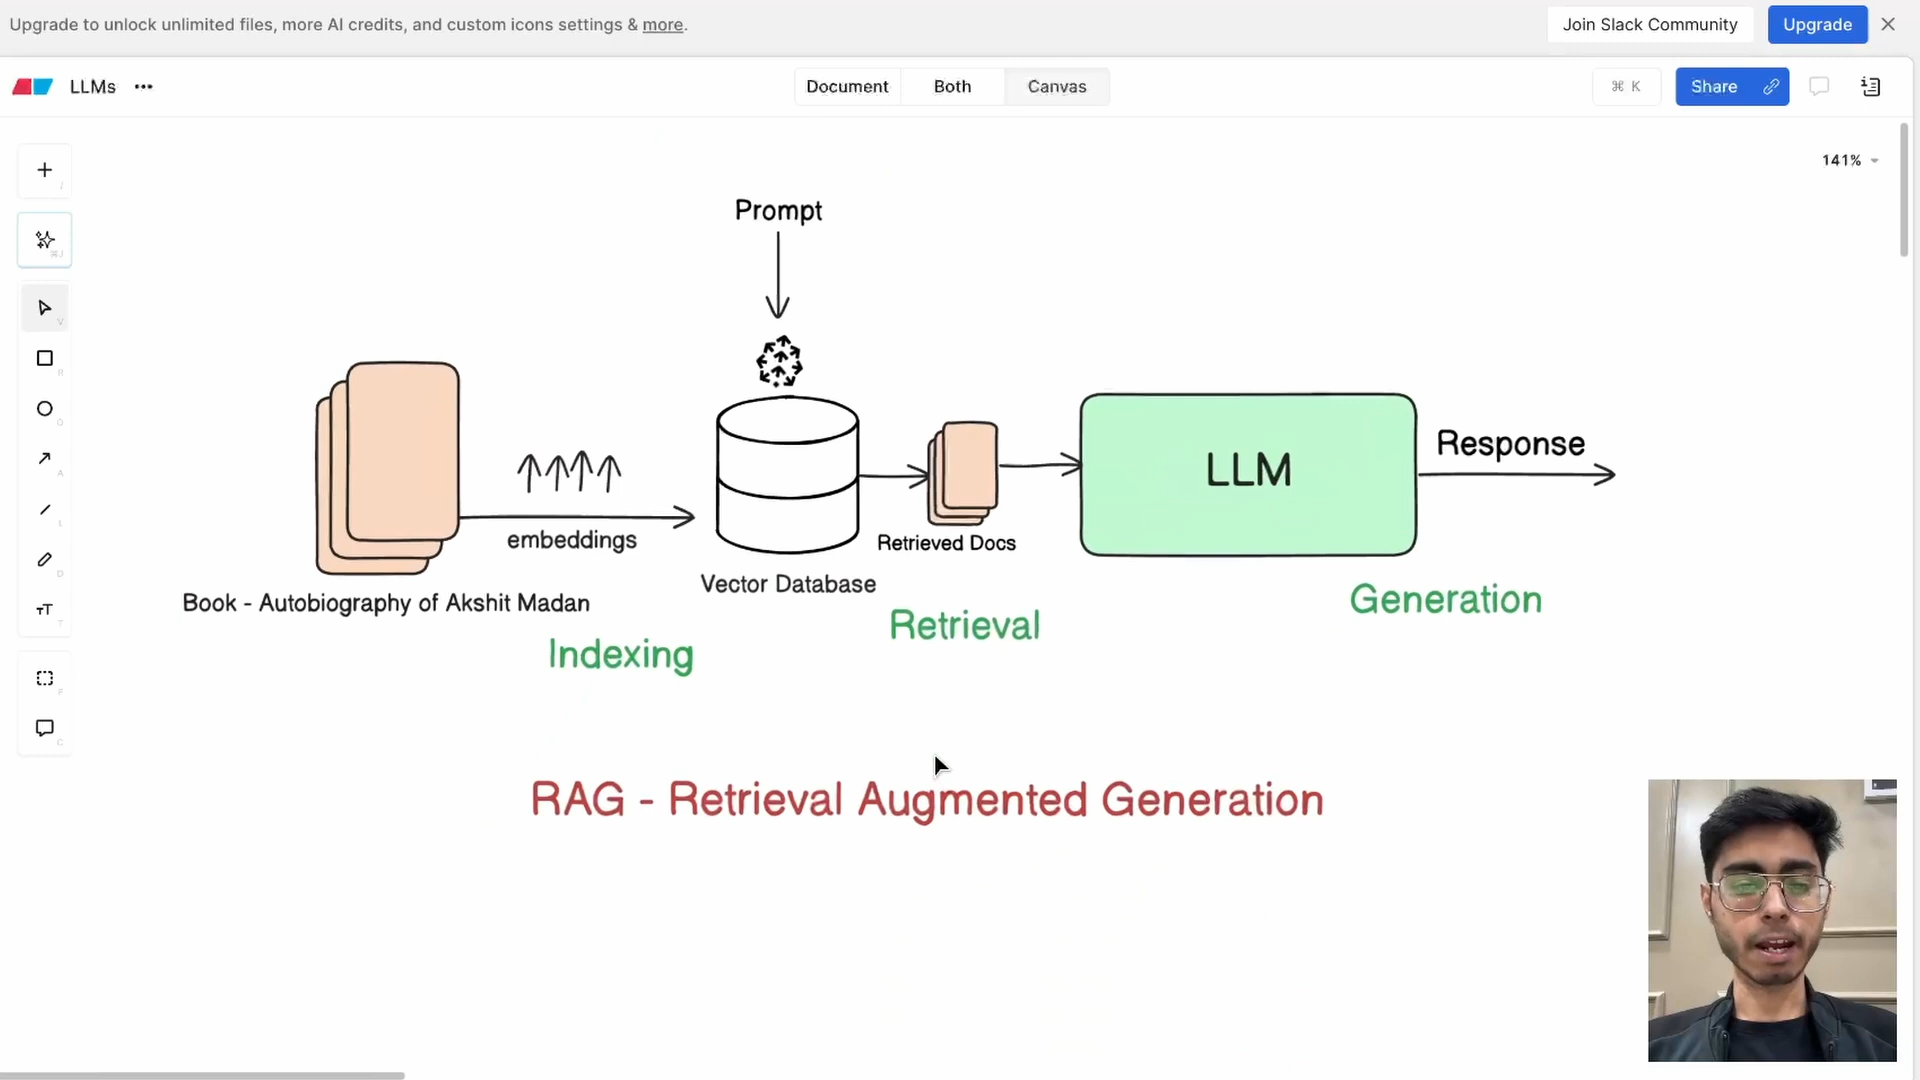 Upgrade to unlock unlimited files, more AI credits, and custom icons settings & more.
Join Slack Community
Upgrade
LLMs
Document
Both
Canvas
⌘ K
Share
141%
Prompt
embeddings
Vector Database
Retrieved Docs
LLM
Response
Book - Autobiography of Akshit Madan
Indexing
Retrieval
Generation
RAG - Retrieval Augmented Generation